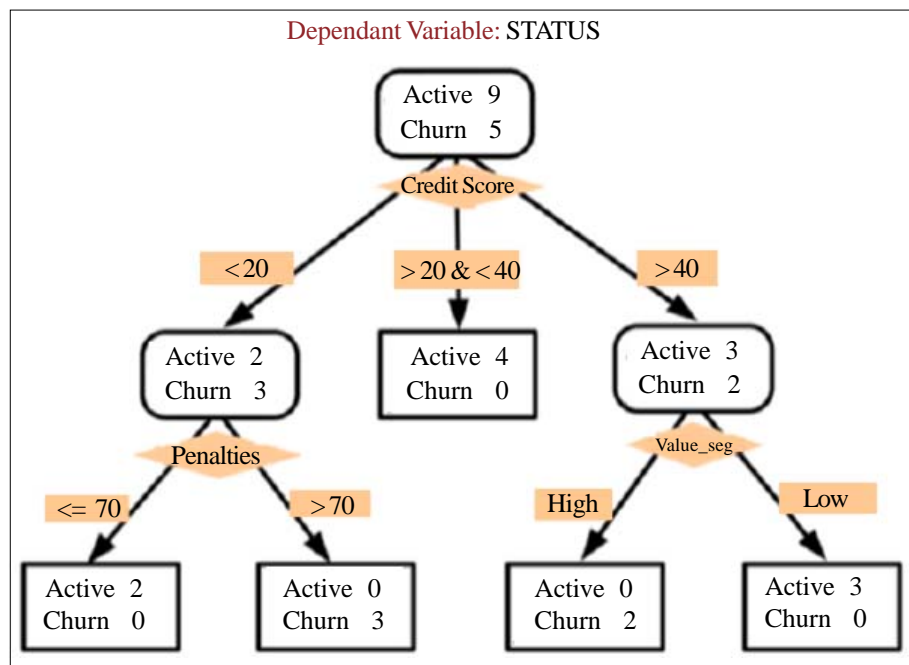 Dependant Variable: STATUS
Active 9
Churn 5
Credit Score
<20
>20 & <40
>40
Active 2
Churn 3
Active 4
Churn 0
Active 3
Churn 2
Penalties
Value_seg
<= 70
>70
High
Low
Active 2
Churn 0
Active 0
Churn 3
Active 0
Churn 2
Active 3
Churn 0